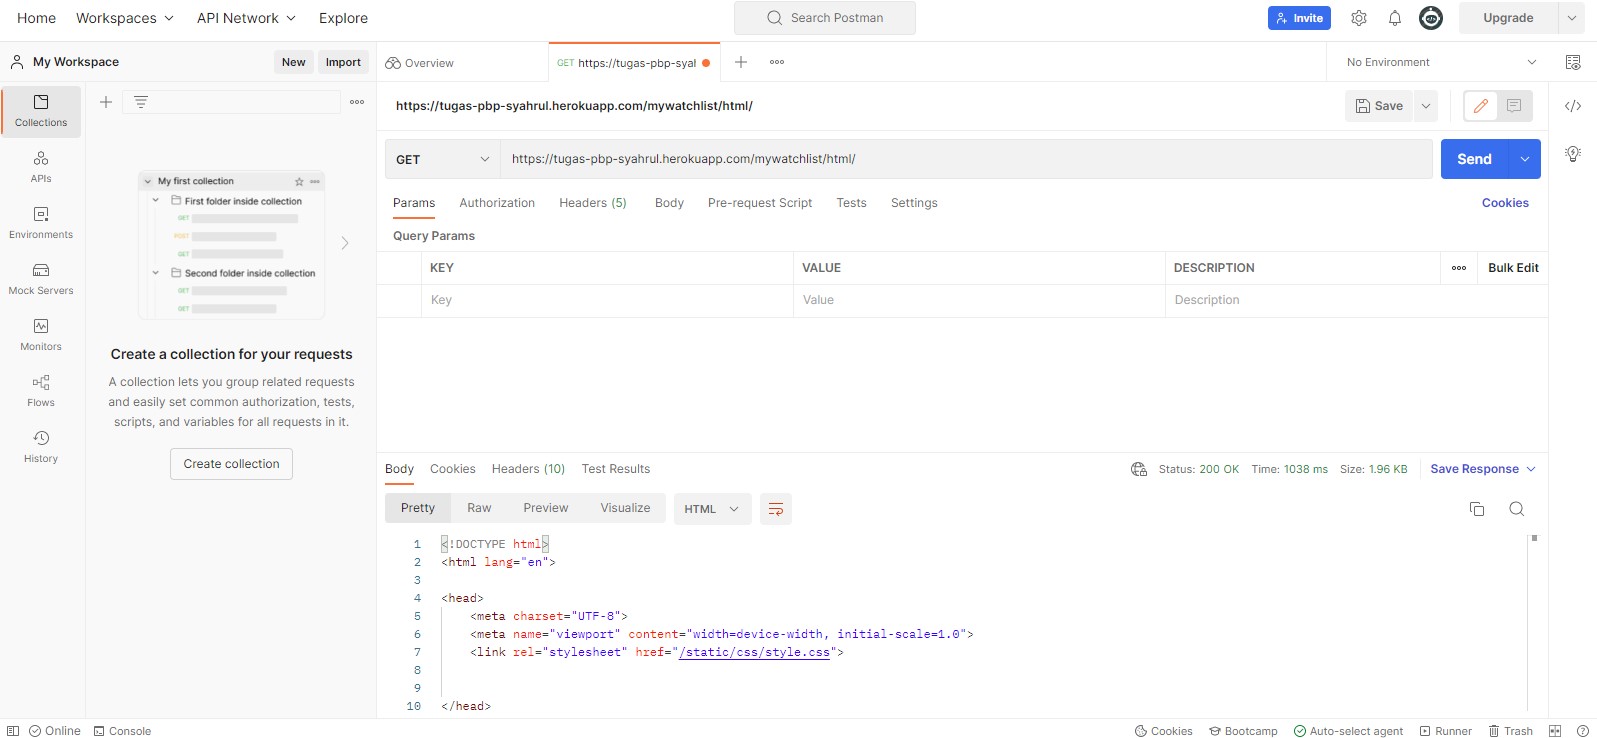 Home Workspaces API Network Explore Search Postman Invite Upgrade
My Workspace New Import Overview GET https://tugas-pbp-syal No Environment
Collections
APIs
Environments
Mock Servers
Monitors
Flows
History
My first collection
First folder inside collection
GET
POST
GET
Second folder inside collection
GET
GET
Create a collection for your requests
A collection lets you group related requests
and easily set common authorization, tests,
scripts, and variables for all requests in it.
Create collection
https://tugas-pbp-syahrul.herokuapp.com/mywatchlist/html/ Save
GET https://tugas-pbp-syahrul.herokuapp.com/mywatchlist/html/ Send
Params Authorization Headers (5) Body Pre-request Script Tests Settings Cookies
Query Params
KEY VALUE DESCRIPTION Bulk Edit
Key Value Description
Body Cookies Headers (10) Test Results Status: 200 OK Time: 1038 ms Size: 1.96 KB Save Response
Pretty Raw Preview Visualize HTML
1 <!DOCTYPE html>
2 <html lang="en">
3
4 <head>
5 <meta charset="UTF-8">
6 <meta name="viewport" content="width=device-width, initial-scale=1.0">
7 <link rel="stylesheet" href="/static/css/style.css">
8
9
10 </head>
Online Console Cookies Bootcamp Auto-select agent Runner Trash